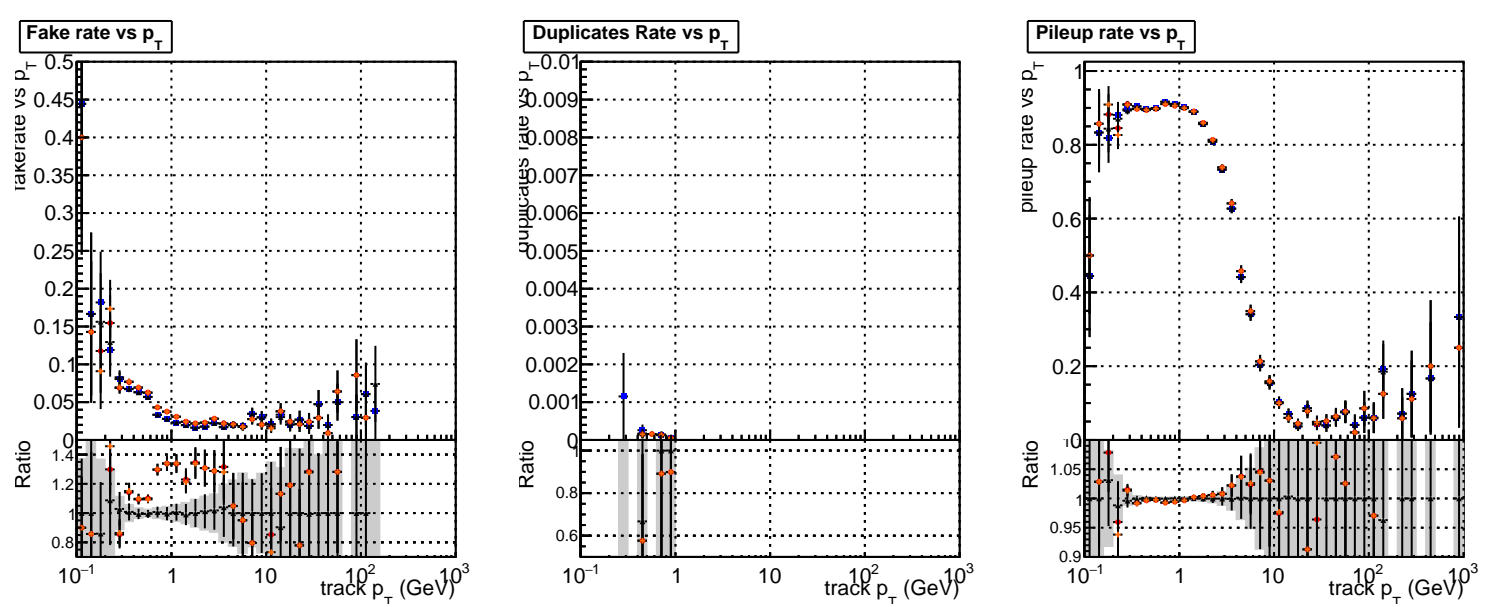 Fake rate vs p_T
fakerate vs p_T
0.5
0.45
0.4
0.35
0.3
0.25
0.2
0.15
0.1
0.05
0
Ratio
1.4
1.2
1
0.8
10^−1 1 10 10^2 10^3
track p_T (GeV)
Duplicates Rate vs p_T
duplicates rate vs p_T
0.01
0.009
0.008
0.007
0.006
0.005
0.004
0.003
0.002
0.001
0
Ratio
1
0.8
0.6
10^−1 1 10 10^2 10^3
track p_T (GeV)
Pileup rate vs p_T
pileup rate vs p_T
1
0.8
0.6
0.4
0.2
Ratio
1.05
1
0.95
0.9
10^−1 1 10 10^2 10^3
track p_T (GeV)